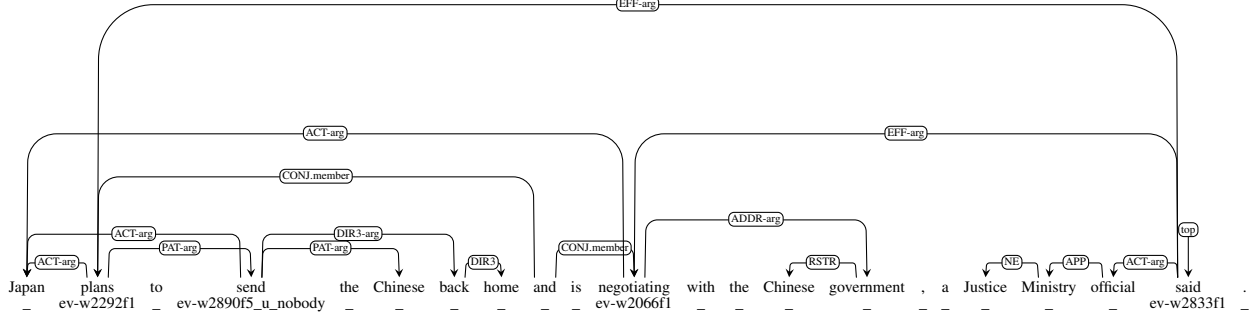 EFF-arg
ACT-arg EFF-arg
CONJ.member
ADDR-arg
ACT-arg DIR3-arg top
PAT-arg PAT-arg CONJ.member
ACT-arg DIR3 RSTR NE APP ACT-arg
Japan plans to send the Chinese back home and is negotiating with the Chinese government , a Justice Ministry official said .
_ ev-w2292f1 _ ev-w2890f5_u_nobody _ _ _ _ _ _ ev-w2066f1 _ _ _ _ _ _ _ _ _ ev-w2833f1 _